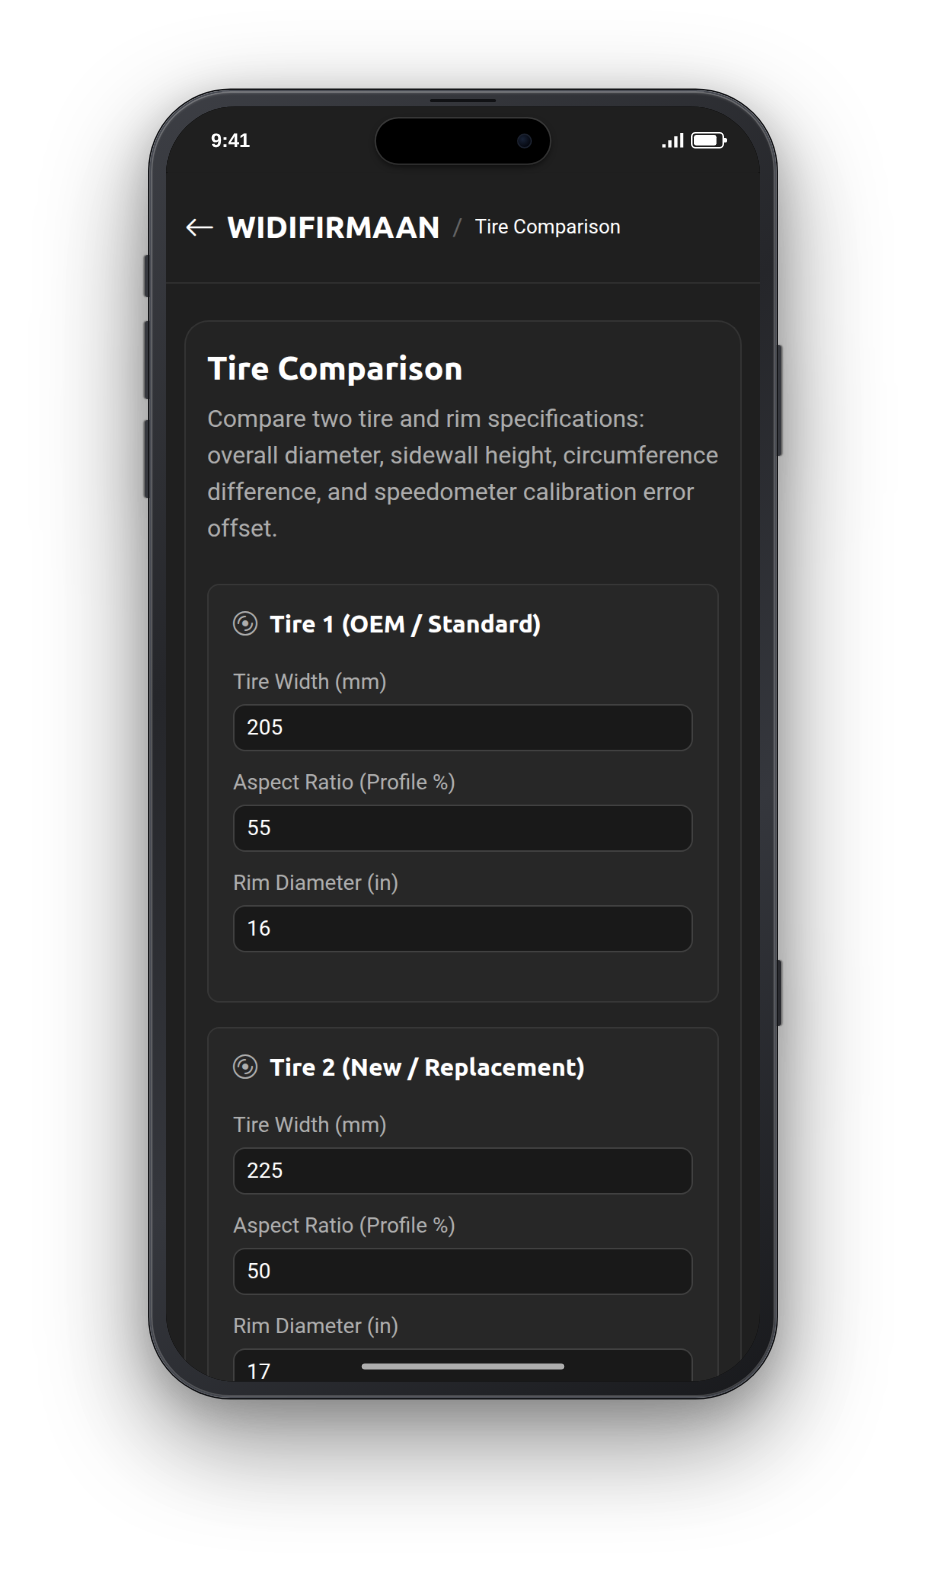 9:41
WIDIFIRMAAN / Tire Comparison
Tire Comparison
Compare two tire and rim specifications:
overall diameter, sidewall height, circumference
difference, and speedometer calibration error
offset.
Tire 1 (OEM / Standard)
Tire Width (mm)
205
Aspect Ratio (Profile %)
55
Rim Diameter (in)
16
Tire 2 (New / Replacement)
Tire Width (mm)
225
Aspect Ratio (Profile %)
50
Rim Diameter (in)
17